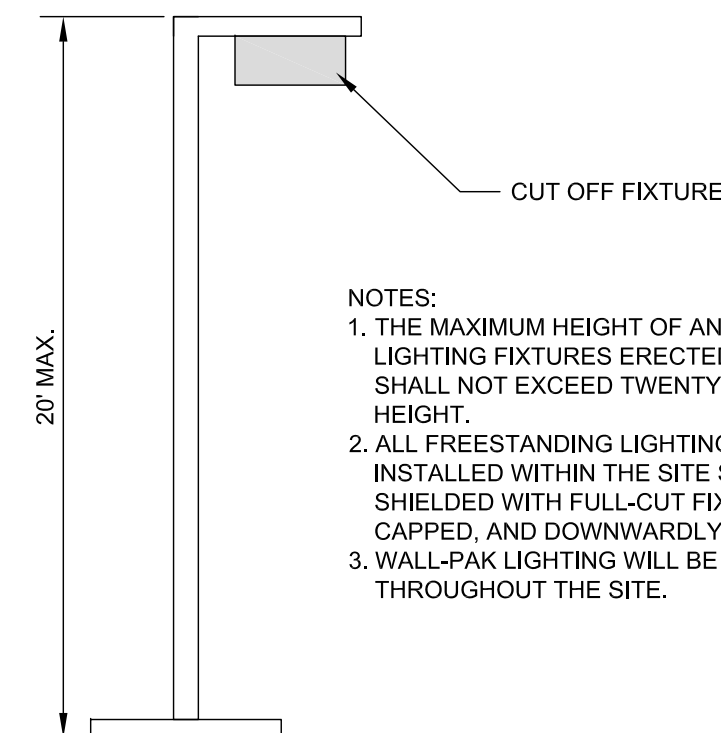 CUT OFF FIXTURE
20' MAX.
NOTES:
1. THE MAXIMUM HEIGHT OF AN
LIGHTING FIXTURES ERECTE
SHALL NOT EXCEED TWENTY
HEIGHT.
2. ALL FREESTANDING LIGHTING
INSTALLED WITHIN THE SITE
SHIELDED WITH FULL-CUT
CAPPED, AND DOWNWARDLY
3. WALL-PAK LIGHTING WILL BE
THROUGHOUT THE SITE.